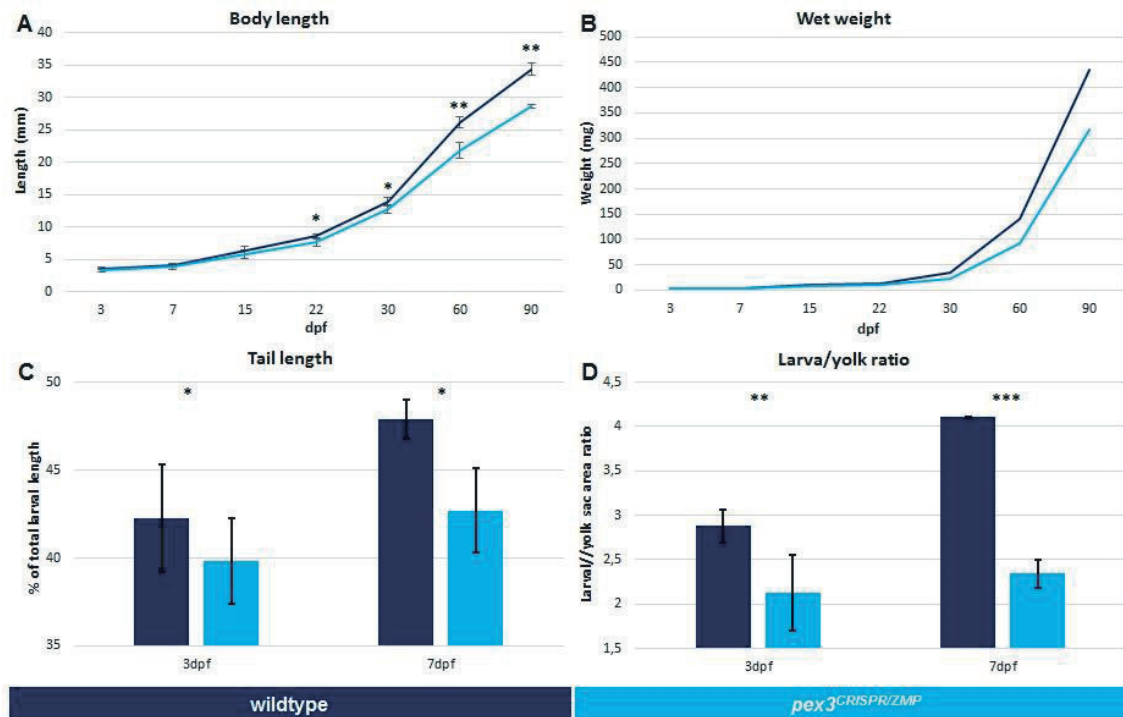 A
Body length
**
**
*
*
40
35
30
25
20
15
10
5
0
Length (mm)
3 7 15 22 30 60 90
dpf
B
Wet weight
500
450
400
350
300
250
200
150
100
50
0
Weight (mg)
3 7 15 22 30 60 90
dpf
C
Tail length
* *
50
45
40
35
% of total larval length
3dpf 7dpf
D
Larva/yolk ratio
** ***
4,5
4
3,5
3
2,5
2
1,5
Larval//yolk sac area ratio
3dpf 7dpf
wildtype
pex3CRISPR/ZMP